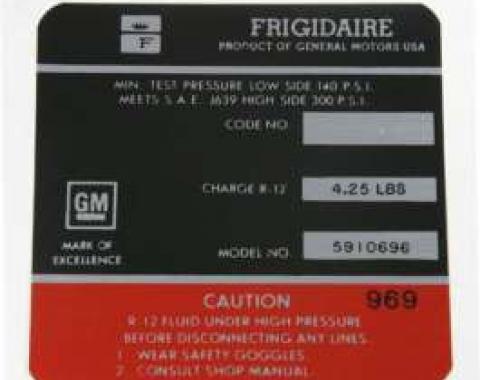 F
FRIGIDAIRE
PRODUCT OF GENERAL MOTORS USA
MIN. TEST PRESSURE LOW SIDE 140 P.S.I.
MEETS S.A.E. J639 HIGH SIDE 300 P.S.I.
CODE NO.
CHARGE R-12 4.25 LBS
GM
MARK OF
EXCELLENCE
MODEL NO. 5910696
CAUTION 969
R-12 FLUID UNDER HIGH PRESSURE
BEFORE DISCONNECTING ANY LINES
1. WEAR SAFETY GOGGLES.
2. CONSULT SHOP MANUAL.